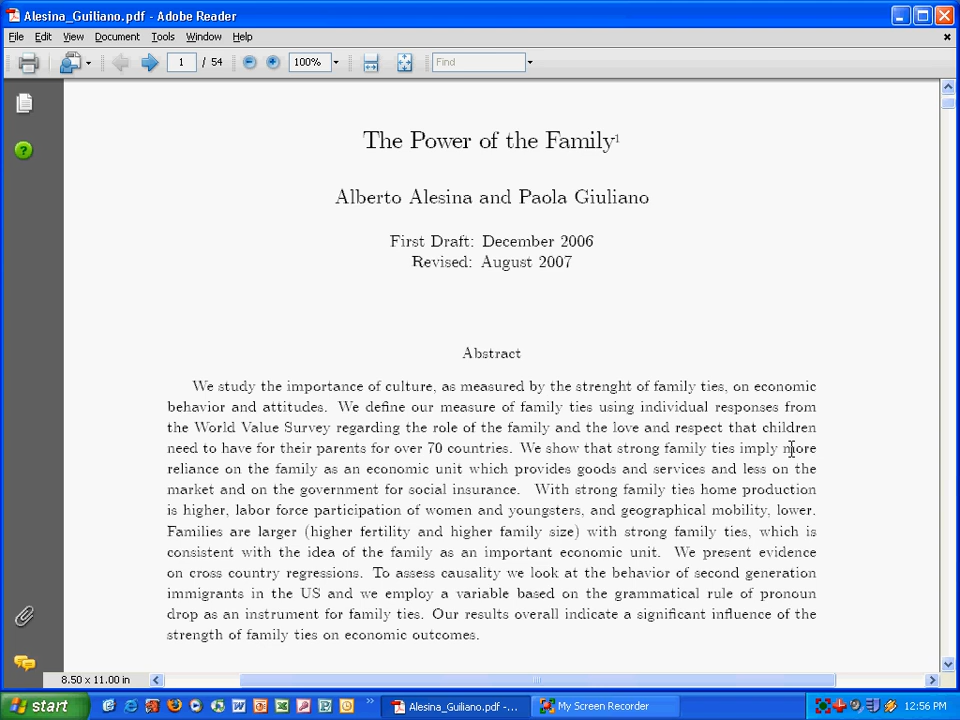 Alesina_Guiliano.pdf - Adobe Reader
File Edit View Document Tools Window Help
1 / 54 100% Find
The Power of the Family1
Alberto Alesina and Paola Giuliano
First Draft: December 2006
Revised: August 2007
Abstract
We study the importance of culture, as measured by the strenght of family ties, on economic
behavior and attitudes. We define our measure of family ties using individual responses from
the World Value Survey regarding the role of the family and the love and respect that children
need to have for their parents for over 70 countries. We show that strong family ties imply more
reliance on the family as an economic unit which provides goods and services and less on the
market and on the government for social insurance. With strong family ties home production
is higher, labor force participation of women and youngsters, and geographical mobility, lower.
Families are larger (higher fertility and higher family size) with strong family ties, which is
consistent with the idea of the family as an important economic unit. We present evidence
on cross country regressions. To assess causality we look at the behavior of second generation
immigrants in the US and we employ a variable based on the grammatical rule of pronoun
drop as an instrument for family ties. Our results overall indicate a significant influence of the
strength of family ties on economic outcomes.
8.50 x 11.00 in
start Alesina_Guiliano.pdf -... My Screen Recorder 12:56 PM